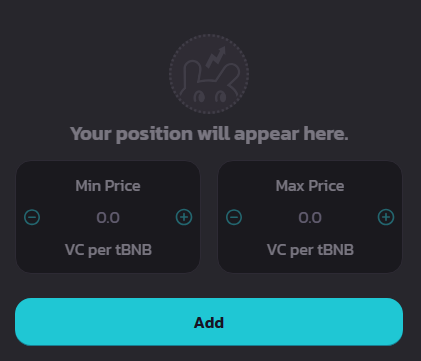 Your position will appear here.
Min Price
Max Price
0.0
0.0
VC per tBNB
VC per tBNB
Add